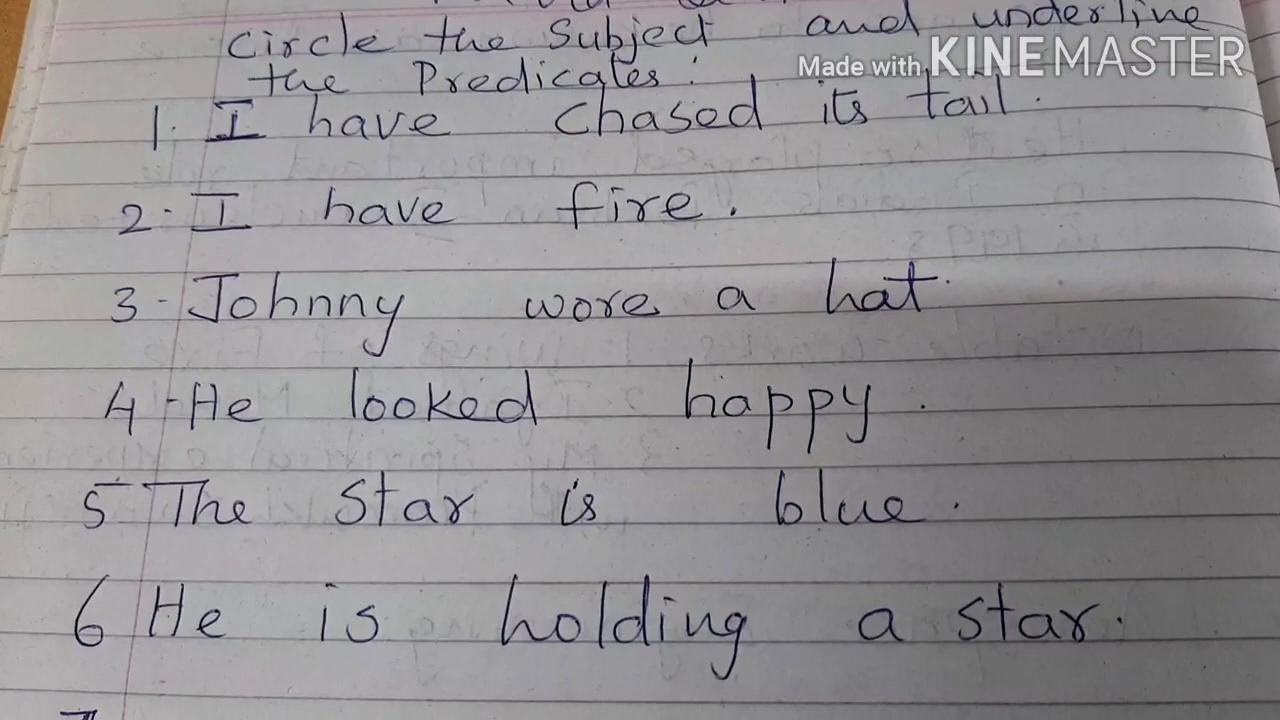 Circle the Subject and underline
the Predicates:
Made with KINEMASTER
1. I have chased its tail.
2. I have fire.
3. Johnny wore a hat.
4. He looked happy.
5 The star is blue.
6 He is holding a star.